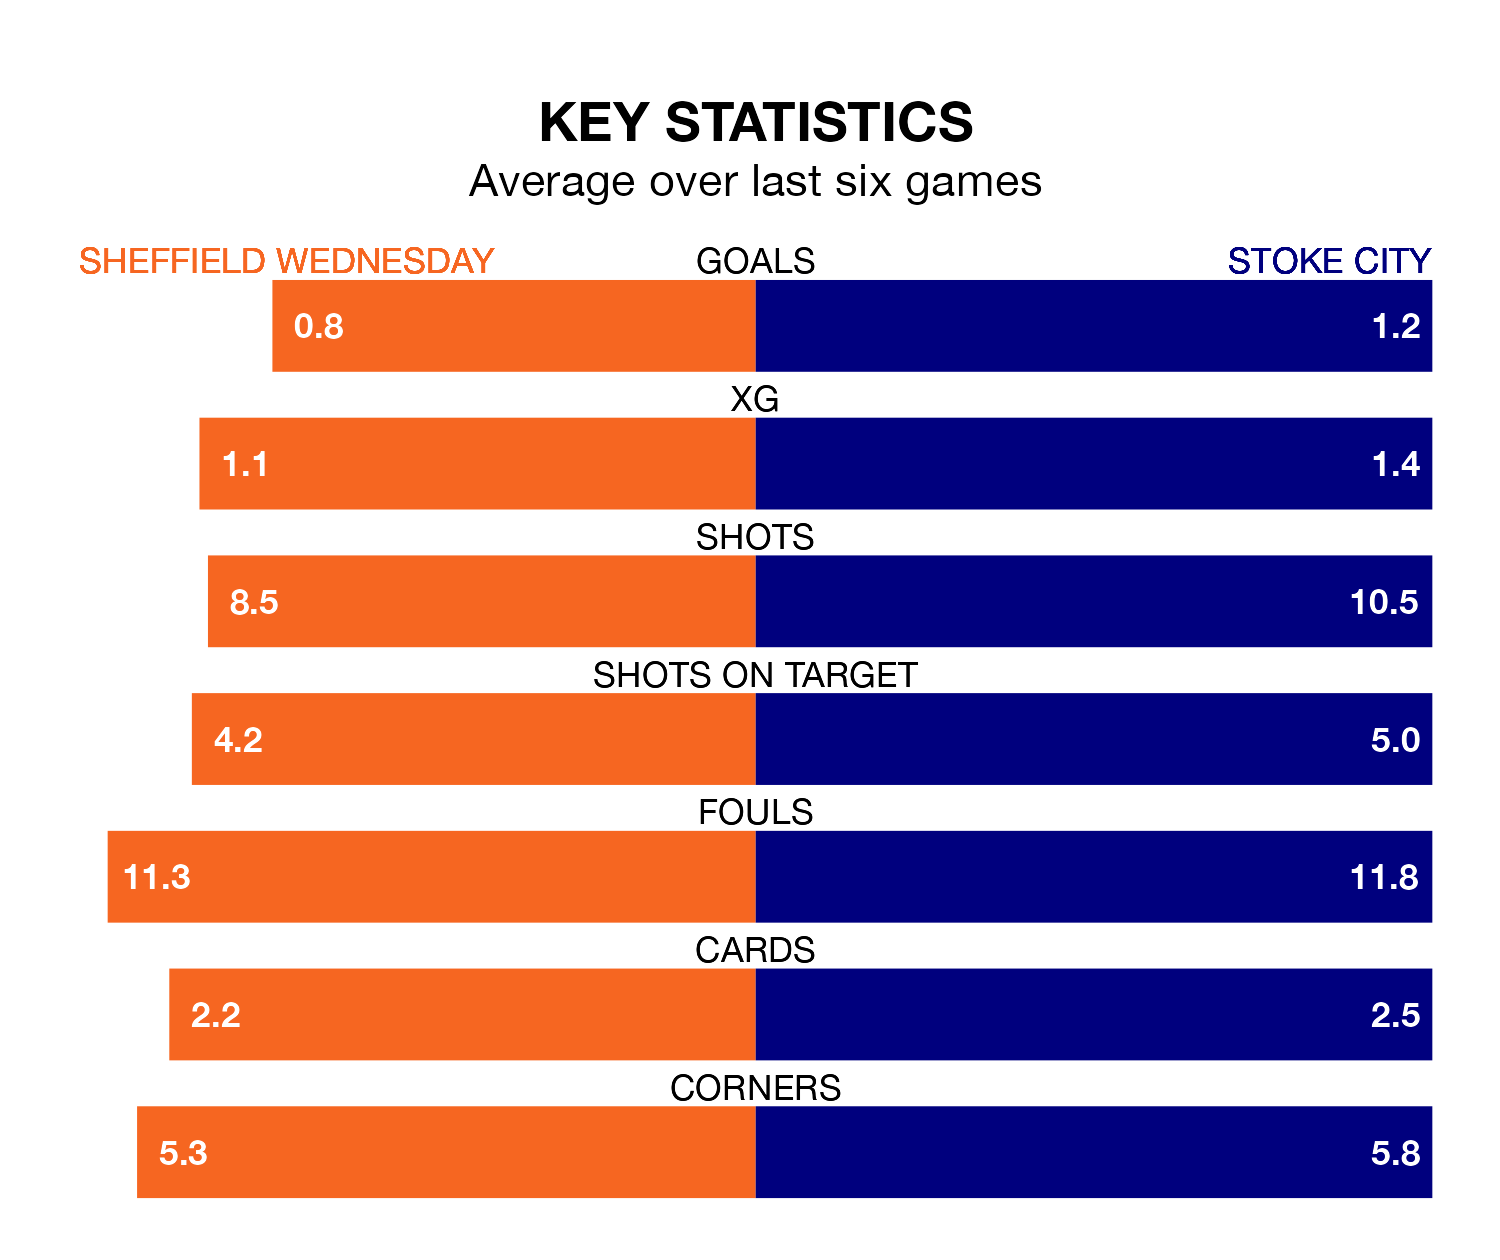 KEY STATISTICS
Average over last six games
SHEFFIELD WEDNESDAY GOALS STOKE CITY
0.8 1.2
XG
1.1 1.4
SHOTS
8.5 10.5
SHOTS ON TARGET
4.2 5.0
FOULS
11.3 11.8
CARDS
2.2 2.5
CORNERS
5.3 5.8